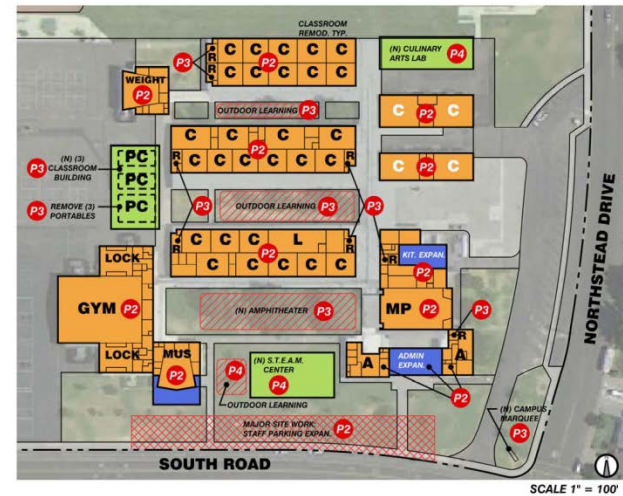 CLASSROOM
REMOD. TYP.
C C C C C
P3 R P2
R C C C C C
(N) CULINARY
ARTS LAB P4
WEIGHT
P2
OUTDOOR LEARNING P3
C P2 C
C C C C
P2
R C C C C C C R
C P2 C
P3 (N) (3)
CLASSROOM
BUILDING
PC
PC
PC
P3 REMOVE (3)
PORTABLES
P3 P3
OUTDOOR LEARNING P3
R C C C L R
P2
C C C C C
R KIT. EXPAN.
P2
LOCK
GYM P2
LOCK
(N) AMPHITHEATER P3
MP P2
P3
R
MUS
P2
P4 (N) S.T.E.A.M.
CENTER
P4
OUTDOOR LEARNING
A ADMIN
EXPAN. A
P2
MAJOR SITE WORK:
STAFF PARKING EXPAN. P2
(N) CAMPUS
MARQUEE
P3
NORTHSTEAD DRIVE
SOUTH ROAD
SCALE 1" = 100'